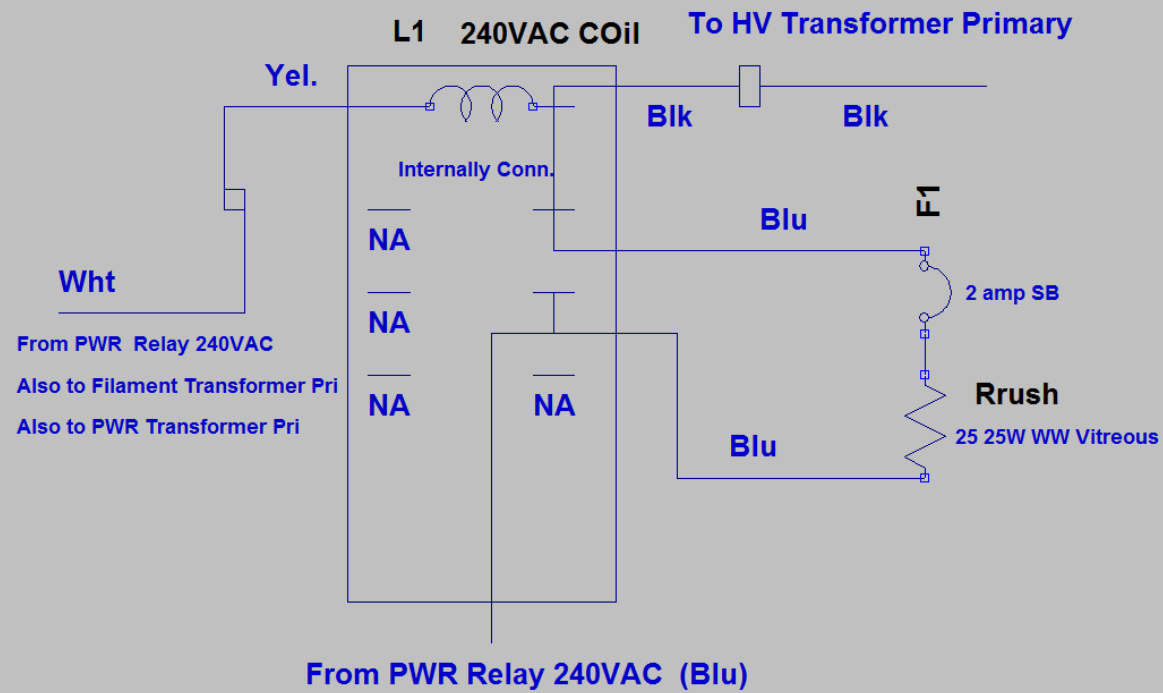 To HV Transformer Primary
L1 240VAC COil
Yel.
Blk
Blk
Internally Conn.
F1
Blu
NA
Wht
2 amp SB
NA
From PWR Relay 240VAC
Also to Filament Transformer Pri
Rrush
NA
NA
Also to PWR Transformer Pri
25 25W WW Vitreous
Blu
From PWR Relay 240VAC (Blu)